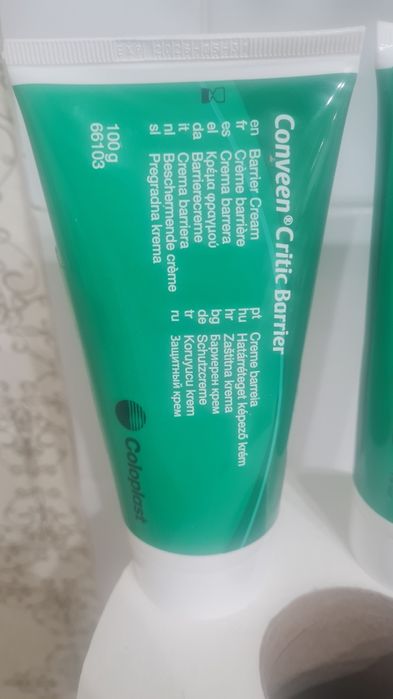 Conveen® Critic Barrier
en Barrier Cream
fr Crème barrière
es Crema barrera
el Κρέμα φραγμού
da Barrierecreme
it Crema barriera
nl Beschermende crème
sl Pregradna krema
pt Creme barreia
hu Határréteget képező krém
hr Zaštitna krema
bg Бариерен крем
de Schutzcreme
tr Koruyucu krem
ru Защитный крем
100 g
66103
Coloplast